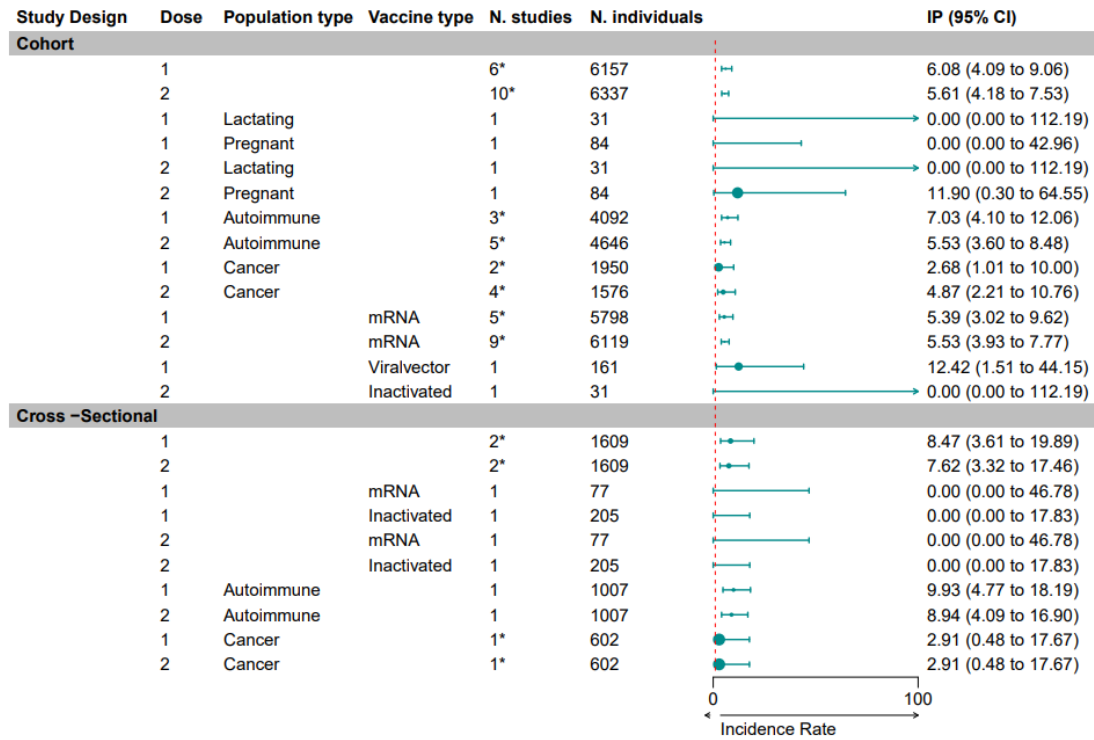 Study Design Dose Population type Vaccine type N. studies N. individuals IP (95% CI)
Cohort
1 6* 6157 6.08 (4.09 to 9.06)
2 10* 6337 5.61 (4.18 to 7.53)
1 Lactating 1 31 0.00 (0.00 to 112.19)
1 Pregnant 1 84 0.00 (0.00 to 42.96)
2 Lactating 1 31 0.00 (0.00 to 112.19)
2 Pregnant 1 84 11.90 (0.30 to 64.55)
1 Autoimmune 3* 4092 7.03 (4.10 to 12.06)
2 Autoimmune 5* 4646 5.53 (3.60 to 8.48)
1 Cancer 2* 1950 2.68 (1.01 to 10.00)
2 Cancer 4* 1576 4.87 (2.21 to 10.76)
1 mRNA 5* 5798 5.39 (3.02 to 9.62)
2 mRNA 9* 6119 5.53 (3.93 to 7.77)
1 Viralvector 1 161 12.42 (1.51 to 44.15)
2 Inactivated 1 31 0.00 (0.00 to 112.19)
Cross −Sectional
1 2* 1609 8.47 (3.61 to 19.89)
2 2* 1609 7.62 (3.32 to 17.46)
1 mRNA 1 77 0.00 (0.00 to 46.78)
1 Inactivated 1 205 0.00 (0.00 to 17.83)
2 mRNA 1 77 0.00 (0.00 to 46.78)
2 Inactivated 1 205 0.00 (0.00 to 17.83)
1 Autoimmune 1 1007 9.93 (4.77 to 18.19)
2 Autoimmune 1 1007 8.94 (4.09 to 16.90)
1 Cancer 1* 602 2.91 (0.48 to 17.67)
2 Cancer 1* 602 2.91 (0.48 to 17.67)
0 100
Incidence Rate